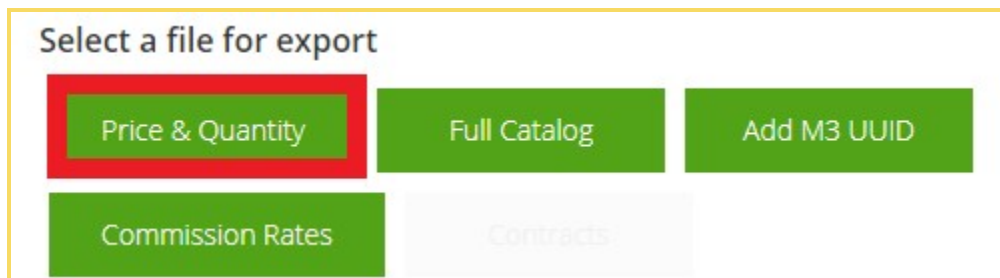 Select a file for export
Price & Quantity
Full Catalog
Add M3 UUID
Commission Rates
Contracts